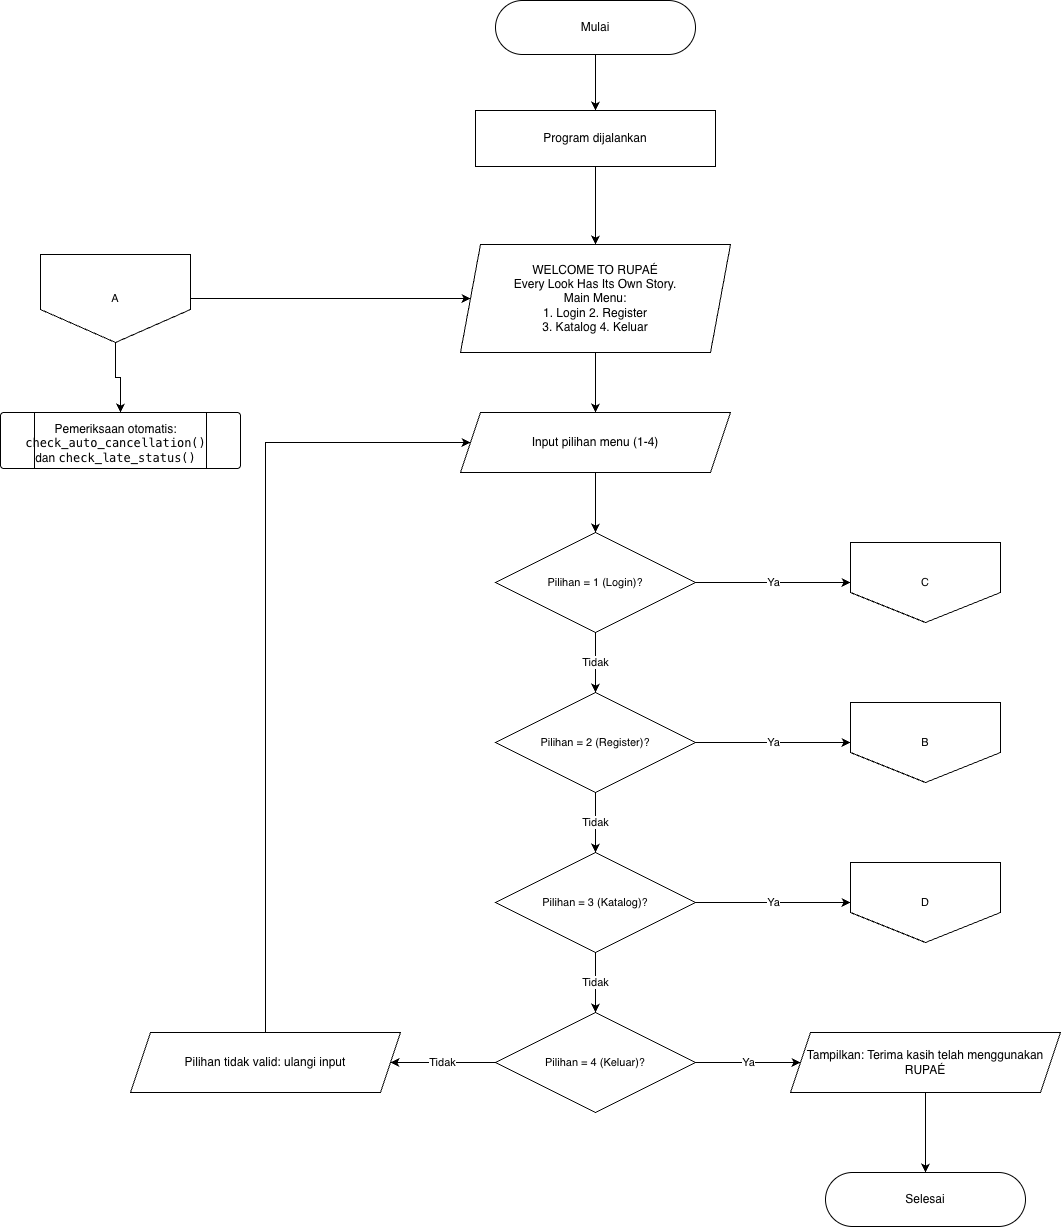 Mulai
Program dijalankan
WELCOME TO RUPAÉ
Every Look Has Its Own Story.
Main Menu:
1. Login 2. Register
3. Katalog 4. Keluar
A
Pemeriksaan otomatis:
check_auto_cancellation()
dan check_late_status()
Input pilihan menu (1-4)
Pilihan = 1 (Login)?
Ya
C
Tidak
Pilihan = 2 (Register)?
Ya
B
Tidak
Pilihan = 3 (Katalog)?
Ya
D
Tidak
Pilihan tidak valid: ulangi input
Tidak
Pilihan = 4 (Keluar)?
Ya
Tampilkan: Terima kasih telah menggunakan
RUPAÉ
Selesai